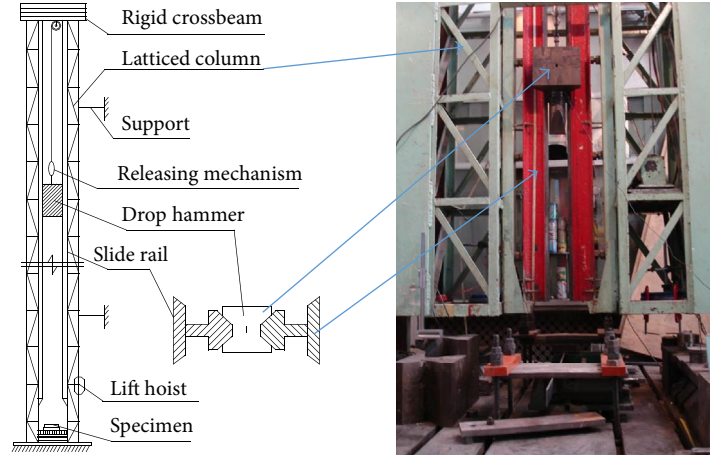 Rigid crossbeam
Latticed column
Support
Releasing mechanism
Drop hammer
Slide rail
Lift hoist
Specimen